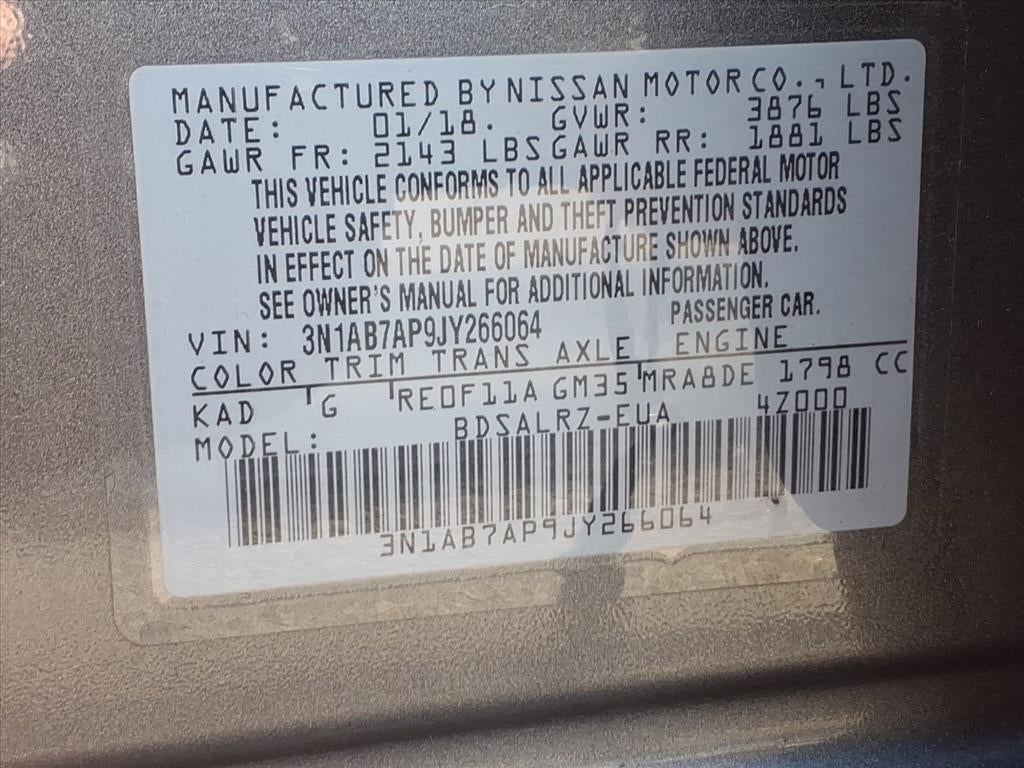 MANUFACTURED BY NISSAN MOTOR CO., LTD.
DATE: 01/18. GVWR: 3876 LBS
GAWR FR: 2143 LBS GAWR RR: 1881 LBS
THIS VEHICLE CONFORMS TO ALL APPLICABLE FEDERAL MOTOR
VEHICLE SAFETY, BUMPER AND THEFT PREVENTION STANDARDS
IN EFFECT ON THE DATE OF MANUFACTURE SHOWN ABOVE.
SEE OWNER'S MANUAL FOR ADDITIONAL INFORMATION.
VIN: 3N1AB7AP9JY266064 PASSENGER CAR.
COLOR TRIM TRANS AXLE ENGINE
KAD G RE0F11A GM35 MRA8DE 1798 CC
MODEL: BDSALRZ-EUA 4Z000
3N1AB7AP9JY266064